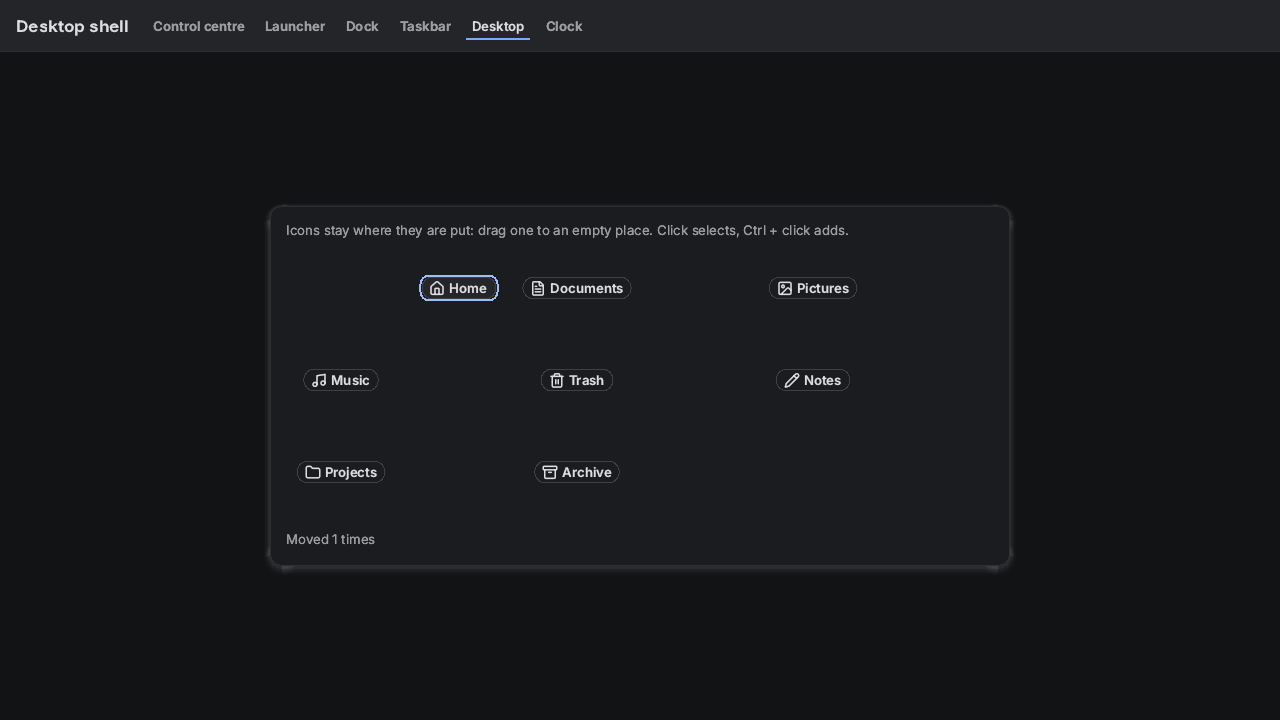 Desktop shell Control centre Launcher Dock Taskbar Desktop Clock
Icons stay where they are put: drag one to an empty place. Click selects, Ctrl + click adds.
Home Documents Pictures
Music Trash Notes
Projects Archive
Moved 1 times